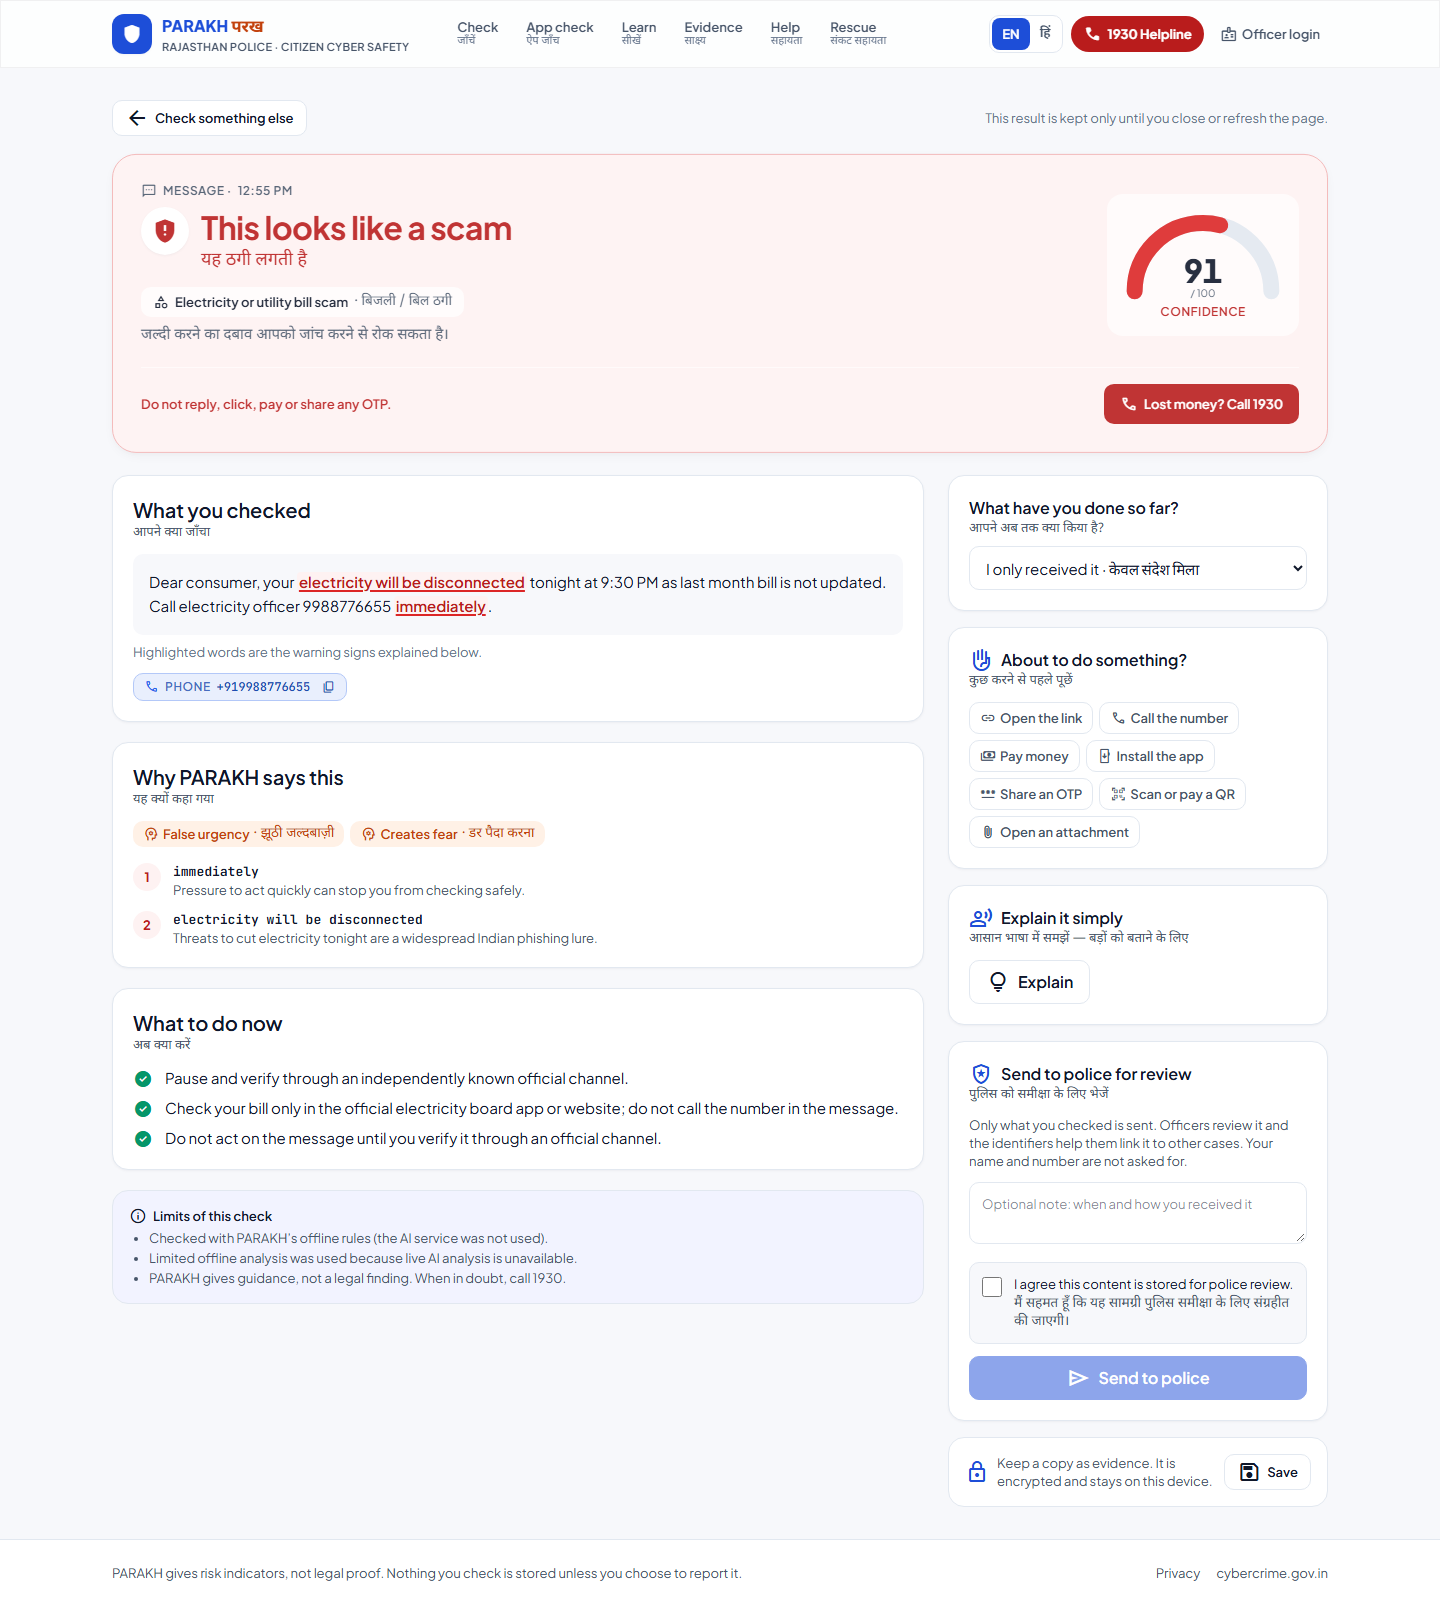 PARAKH परख
RAJASTHAN POLICE · CITIZEN CYBER SAFETY
Check
जाँचें
App check
ऐप जाँच
Learn
सीखें
Evidence
साक्ष्य
Help
सहायता
Rescue
संकट सहायता
EN
हिं
1930 Helpline
Officer login
Check something else
This result is kept only until you close or refresh the page.
MESSAGE · 12:55 PM
This looks like a scam
यह ठगी लगती है
Electricity or utility bill scam · बिजली / बिल ठगी
जल्दी करने का दबाव आपको जांच करने से रोक सकता है।
91
/ 100
CONFIDENCE
Do not reply, click, pay or share any OTP.
Lost money? Call 1930
What you checked
आपने क्या जाँचा
Dear consumer, your electricity will be disconnected tonight at 9:30 PM as last month bill is not updated.
Call electricity officer 9988776655 immediately .
Highlighted words are the warning signs explained below.
PHONE +919988776655
Why PARAKH says this
यह क्यों कहा गया
False urgency · झूठी जल्दबाज़ी
Creates fear · डर पैदा करना
1
immediately
Pressure to act quickly can stop you from checking safely.
2
electricity will be disconnected
Threats to cut electricity tonight are a widespread Indian phishing lure.
What to do now
अब क्या करें
Pause and verify through an independently known official channel.
Check your bill only in the official electricity board app or website; do not call the number in the message.
Do not act on the message until you verify it through an official channel.
Limits of this check
• Checked with PARAKH's offline rules (the AI service was not used).
• Limited offline analysis was used because live AI analysis is unavailable.
• PARAKH gives guidance, not a legal finding. When in doubt, call 1930.
What have you done so far?
आपने अब तक क्या किया है?
I only received it · केवल संदेश मिला
About to do something?
कुछ करने से पहले पूछें
Open the link
Call the number
Pay money
Install the app
Share an OTP
Scan or pay a QR
Open an attachment
Explain it simply
आसान भाषा में समझें — बड़ों को बताने के लिए
Explain
Send to police for review
पुलिस को समीक्षा के लिए भेजें
Only what you checked is sent. Officers review it and
the identifiers help them link it to other cases. Your
name and number are not asked for.
Optional note: when and how you received it
I agree this content is stored for police review.
मैं सहमत हूँ कि यह सामग्री पुलिस समीक्षा के लिए संग्रहीत
की जाएगी।
Send to police
Keep a copy as evidence. It is
encrypted and stays on this device.
Save
PARAKH gives risk indicators, not legal proof. Nothing you check is stored unless you choose to report it.
Privacy
cybercrime.gov.in